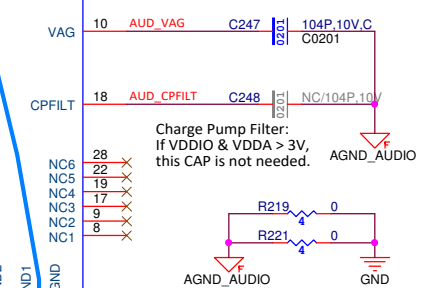 VAG 10 AUD_VAG C247 0201 104P,10V,C
C0201
CPFILT 18 AUD_CPFILT C248 0201 NC/104P,10V
Charge Pump Filter:
If VDDIO & VDDA > 3V,
this CAP is not needed.
F
AGND_AUDIO
NC6 28
NC5 22
NC4 19
NC3 17
NC2 9
NC1 8
R219 0
4
R221 0
4
F
AGND_AUDIO
GND
ND1
GND